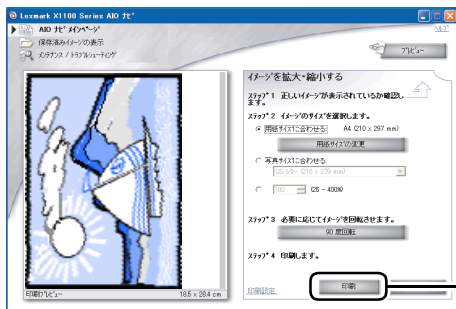 Lexmark X1100 Series AIO ナビ
AIO ナビ メインページ
ヘルプ
保存済みイメージの表示
メンテナンス / トラブルシューティング
プレビュー
イメージを拡大・縮小する
ステップ 1 正しいイメージが表示されているか確認します。
ステップ 2 イメージのサイズを選択します。
用紙サイズに合わせる A4 (210 x 297 mm)
用紙サイズの変更
写真サイズに合わせる
US レター (216 x 279 mm)
100 (25 - 400%)
ステップ 3 必要に応じてイメージを回転させます。
90 度回転
ステップ 4 印刷します。
印刷プレビュー 18.5 x 28.4 cm
印刷設定
印刷